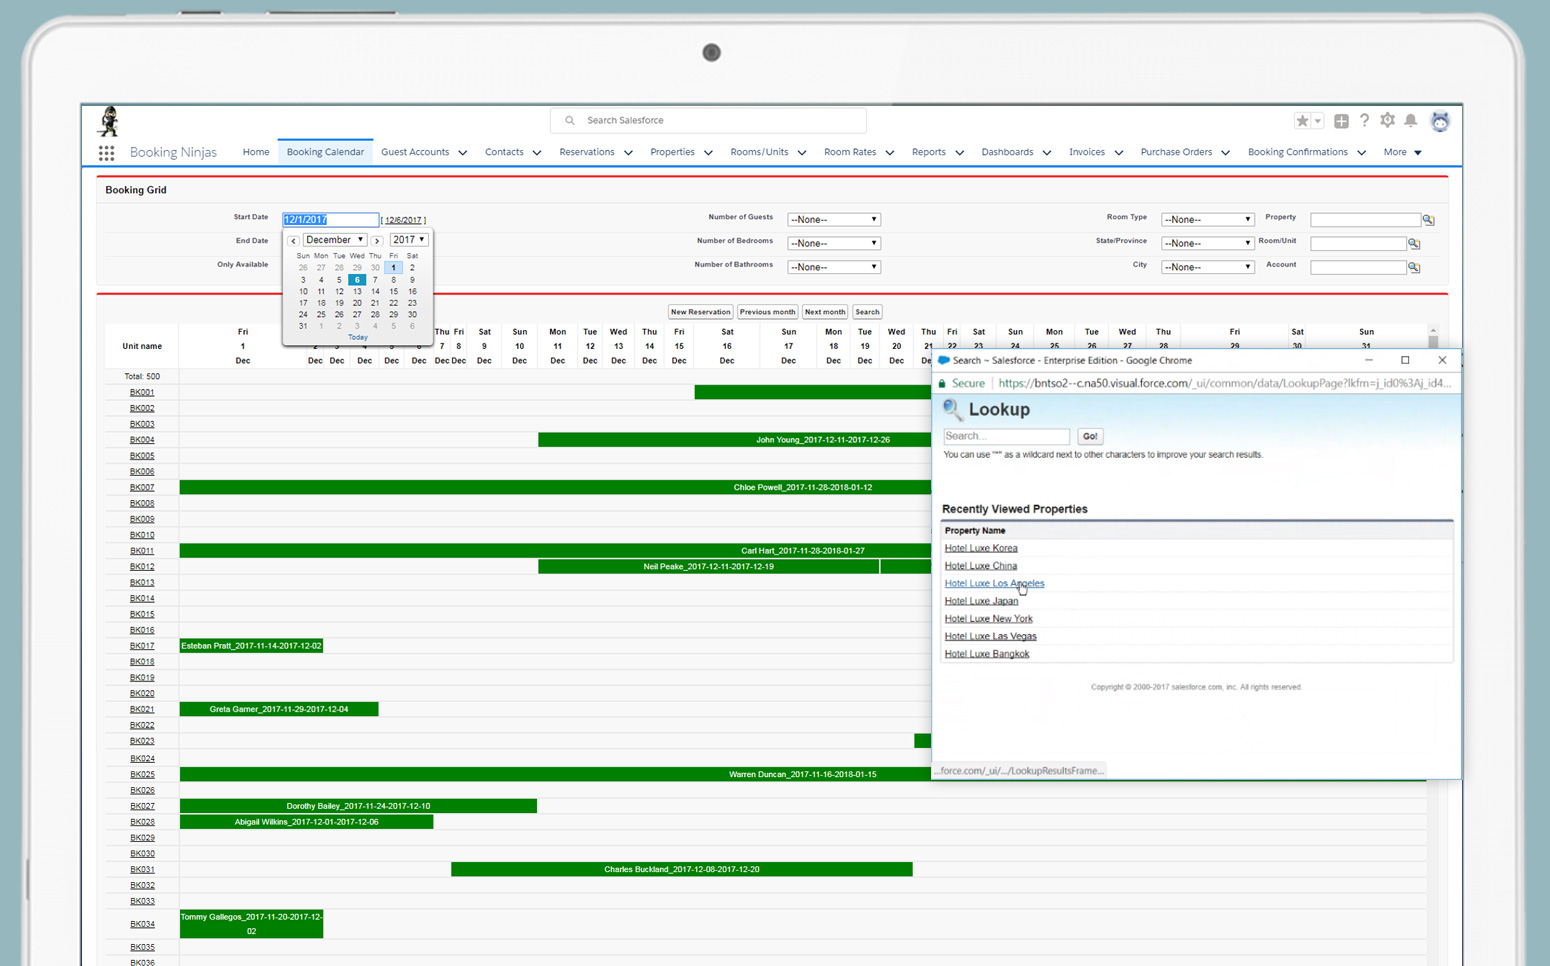 Search Salesforce
Booking Ninjas Home Booking Calendar Guest Accounts Contacts Reservations Properties Rooms/Units Room Rates Reports Dashboards Invoices Purchase Orders Booking Confirmations More
Booking Grid
Start Date 12/1/2017 [ 12/6/2017 ] Number of Guests --None-- Room Type --None-- Property
End Date Number of Bedrooms --None-- State/Province --None-- Room/Unit
Only Available Number of Bathrooms --None-- City --None-- Account
December 2017
Sun Mon Tue Wed Thu Fri Sat
26 27 28 29 30 1 2
3 4 5 6 7 8 9
10 11 12 13 14 15 16
17 18 19 20 21 22 23
24 25 26 27 28 29 30
31 1 2 3 4 5 6
Today
New Reservation Previous month Next month Search
Fri Thu Fri Sat Sun Mon Tue Wed Thu Fri Sat Sun Mon Tue Wed Thu Fri Sat Sun Mon Tue Wed Thu Fri Sat Sun
Unit name 1 7 8 9 10 11 12 13 14 15 16 17 18 19 20 21 22 23 24 25 26 27 28 29 30 31
Dec Dec Dec Dec Dec Dec Dec Dec Dec Dec Dec Dec Dec Dec Dec Dec Dec Dec Dec Dec Dec
Total: 500
BK001
BK002
BK003
BK004 John Young_2017-12-11-2017-12-26
BK005
BK006
BK007 Chloe Powell_2017-11-28-2018-01-12
BK008
BK009
BK010
BK011 Carl Hart_2017-11-28-2018-01-27
BK012 Neil Peake_2017-12-11-2017-12-19
BK013
BK014
BK015
BK016
BK017 Esteban Pratt_2017-11-14-2017-12-02
BK018
BK019
BK020
BK021 Greta Garner_2017-11-29-2017-12-04
BK022
BK023
BK024
BK025 Warren Duncan_2017-11-16-2018-01-15
BK026
BK027 Dorothy Bailey_2017-11-24-2017-12-10
BK028 Abigail Wilkins_2017-12-01-2017-12-06
BK029
BK030
BK031 Charles Buckland_2017-12-08-2017-12-20
BK032
BK033
BK034 Tommy Gallegos_2017-11-20-2017-12-
02
BK035
BK036
Search ~ Salesforce - Enterprise Edition - Google Chrome
Secure https://bntso2--c.na50.visual.force.com/_ui/common/data/LookupPage?lkfm=j_id0%3Aj_id4...
Lookup
Search... Go!
You can use "*" as a wildcard next to other characters to improve your search results.
Recently Viewed Properties
Property Name
Hotel Luxe Korea
Hotel Luxe China
Hotel Luxe Los Angeles
Hotel Luxe Japan
Hotel Luxe New York
Hotel Luxe Las Vegas
Hotel Luxe Bangkok
Copyright © 2000-2017 salesforce.com, inc. All rights reserved.
...force.com/_ui/.../LookupResultsFrame...